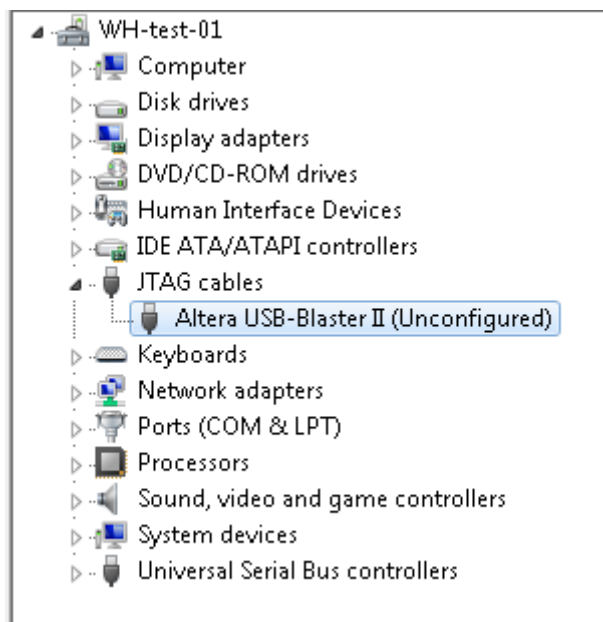 WH-test-01
Computer
Disk drives
Display adapters
DVD/CD-ROM drives
Human Interface Devices
IDE ATA/ATAPI controllers
JTAG cables
Altera USB-Blaster II (Unconfigured)
Keyboards
Network adapters
Ports (COM & LPT)
Processors
Sound, video and game controllers
System devices
Universal Serial Bus controllers